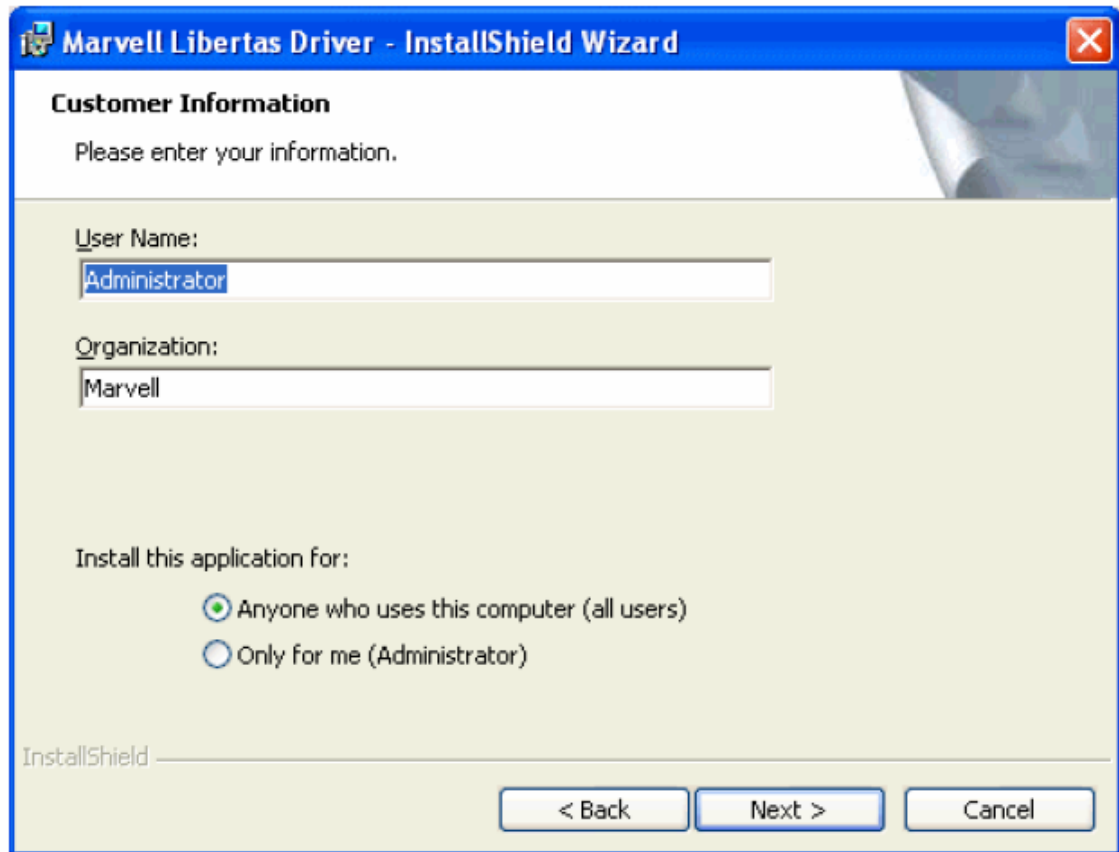 Marvell Libertas Driver - InstallShield Wizard
Customer Information
Please enter your information.
User Name:
Administrator
Organization:
Marvell
Install this application for:
Anyone who uses this computer (all users)
Only for me (Administrator)
InstallShield
< Back Next > Cancel